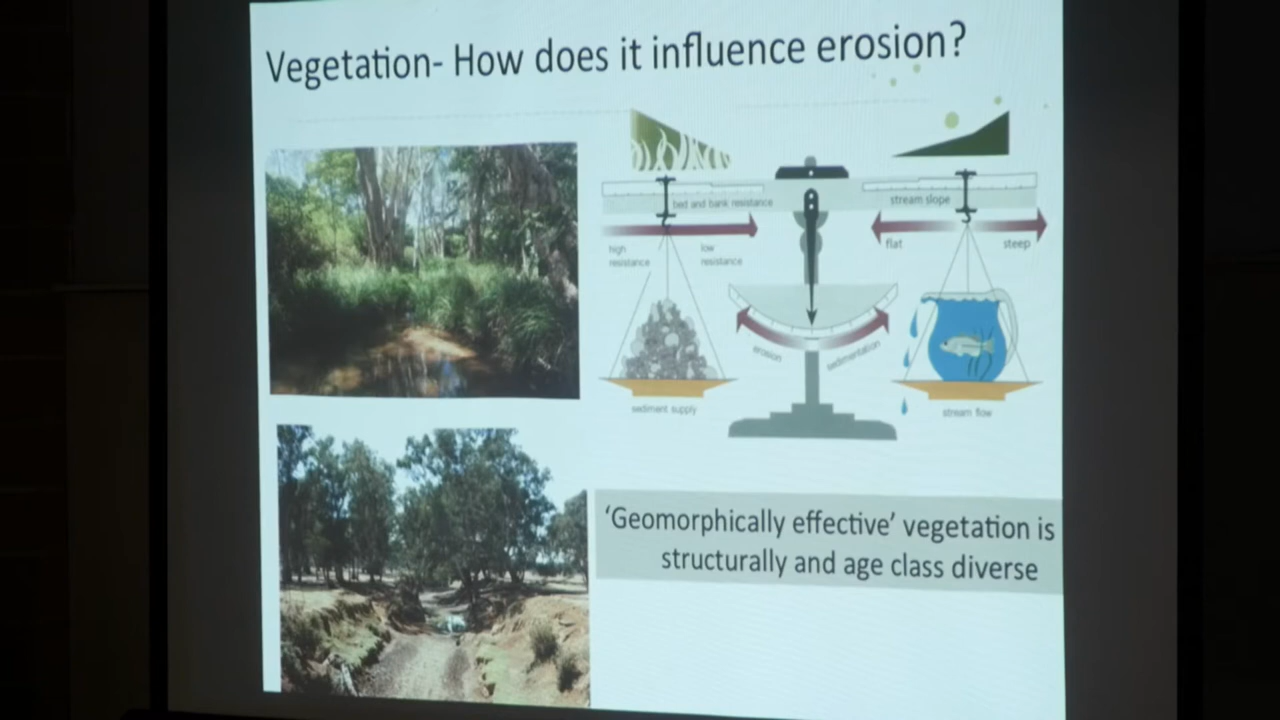 Vegetation- How does it influence erosion?
bed and bank resistance
stream slope
high
resistance
low
resistance
flat
steep
erosion
sedimentation
sediment supply
stream flow
'Geomorphically effective' vegetation is
structurally and age class diverse